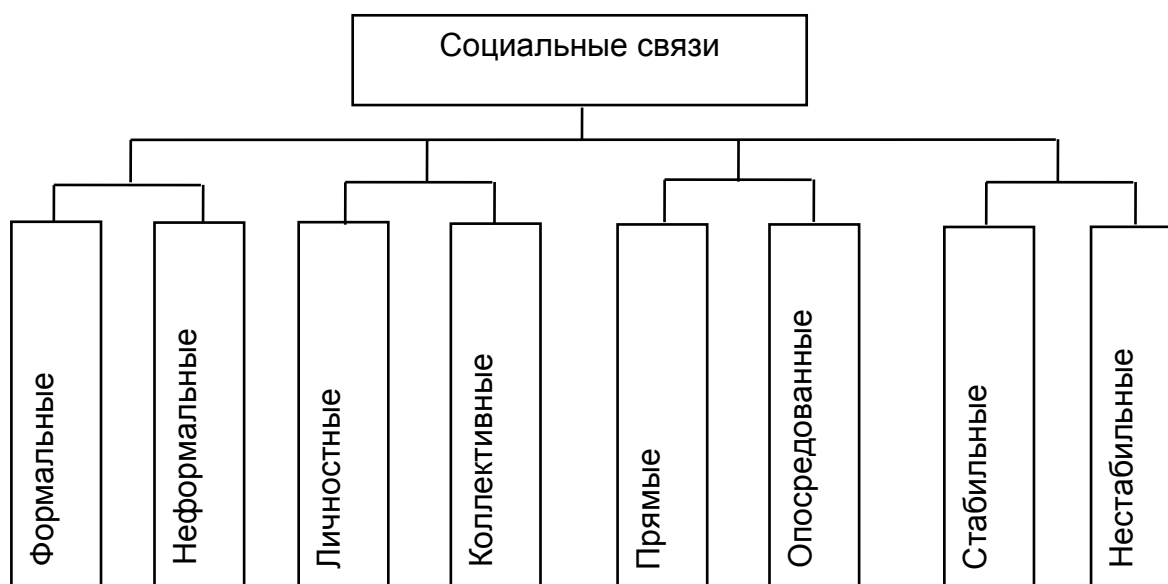 Социальные связи
Формальные
Неформальные
Личностные
Коллективные
Прямые
Опосредованные
Стабильные
Нестабильные